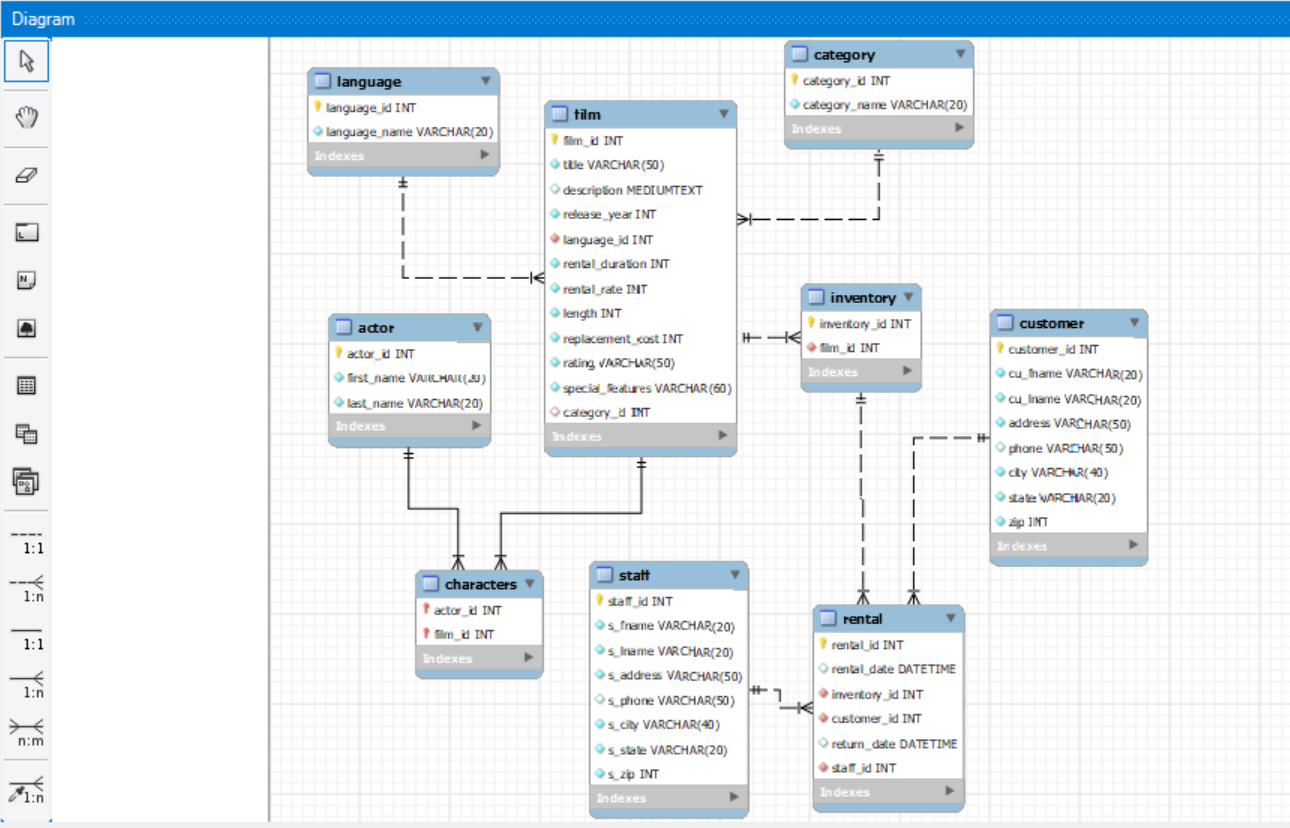 Diagram
1:1
1:n
1:1
1:n
n:m
1:n
language
language_id INT
language_name VARCHAR(20)
Indexes
film
film_id INT
title VARCHAR(50)
description MEDIUMTEXT
release_year INT
language_id INT
rental_duration INT
rental_rate INT
length INT
replacement_cost INT
rating VARCHAR(50)
special_features VARCHAR(60)
category_id INT
Indexes
category
category_id INT
category_name VARCHAR(20)
Indexes
actor
actor_id INT
first_name VARCHAR(20)
last_name VARCHAR(20)
Indexes
inventory
inventory_id INT
film_id INT
Indexes
customer
customer_id INT
cu_fname VARCHAR(20)
cu_lname VARCHAR(20)
address VARCHAR(50)
phone VARCHAR(50)
city VARCHAR(40)
state VARCHAR(20)
zip INT
Indexes
characters
actor_id INT
film_id INT
Indexes
staff
staff_id INT
s_fname VARCHAR(20)
s_lname VARCHAR(20)
s_address VARCHAR(50)
s_phone VARCHAR(50)
s_city VARCHAR(40)
s_state VARCHAR(20)
s_zip INT
Indexes
rental
rental_id INT
rental_date DATETIME
inventory_id INT
customer_id INT
return_date DATETIME
staff_id INT
Indexes